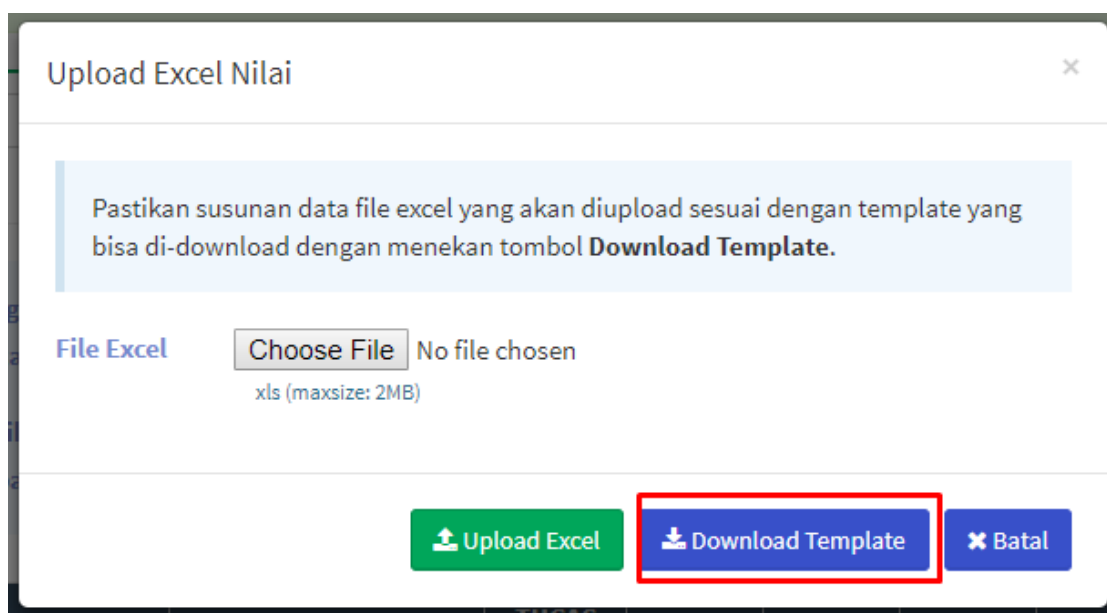 Upload Excel Nilai
×
Pastikan susunan data file excel yang akan diupload sesuai dengan template yang
bisa di-download dengan menekan tombol Download Template.
File Excel Choose File No file chosen
xls (maxsize: 2MB)
Upload Excel Download Template Batal